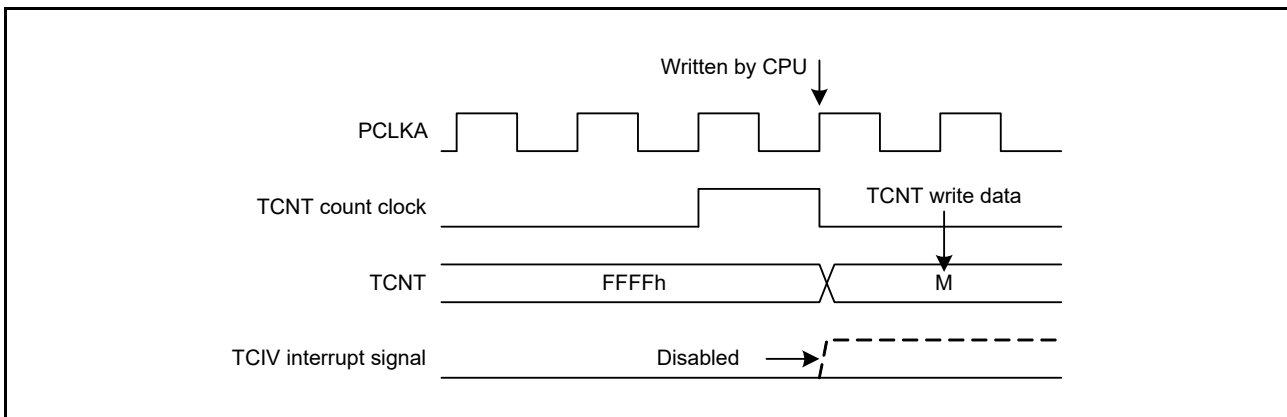 Written by CPU
PCLKA
TCNT count clock
TCNT write data
TCNT
FFFFh
M
TCIV interrupt signal
Disabled